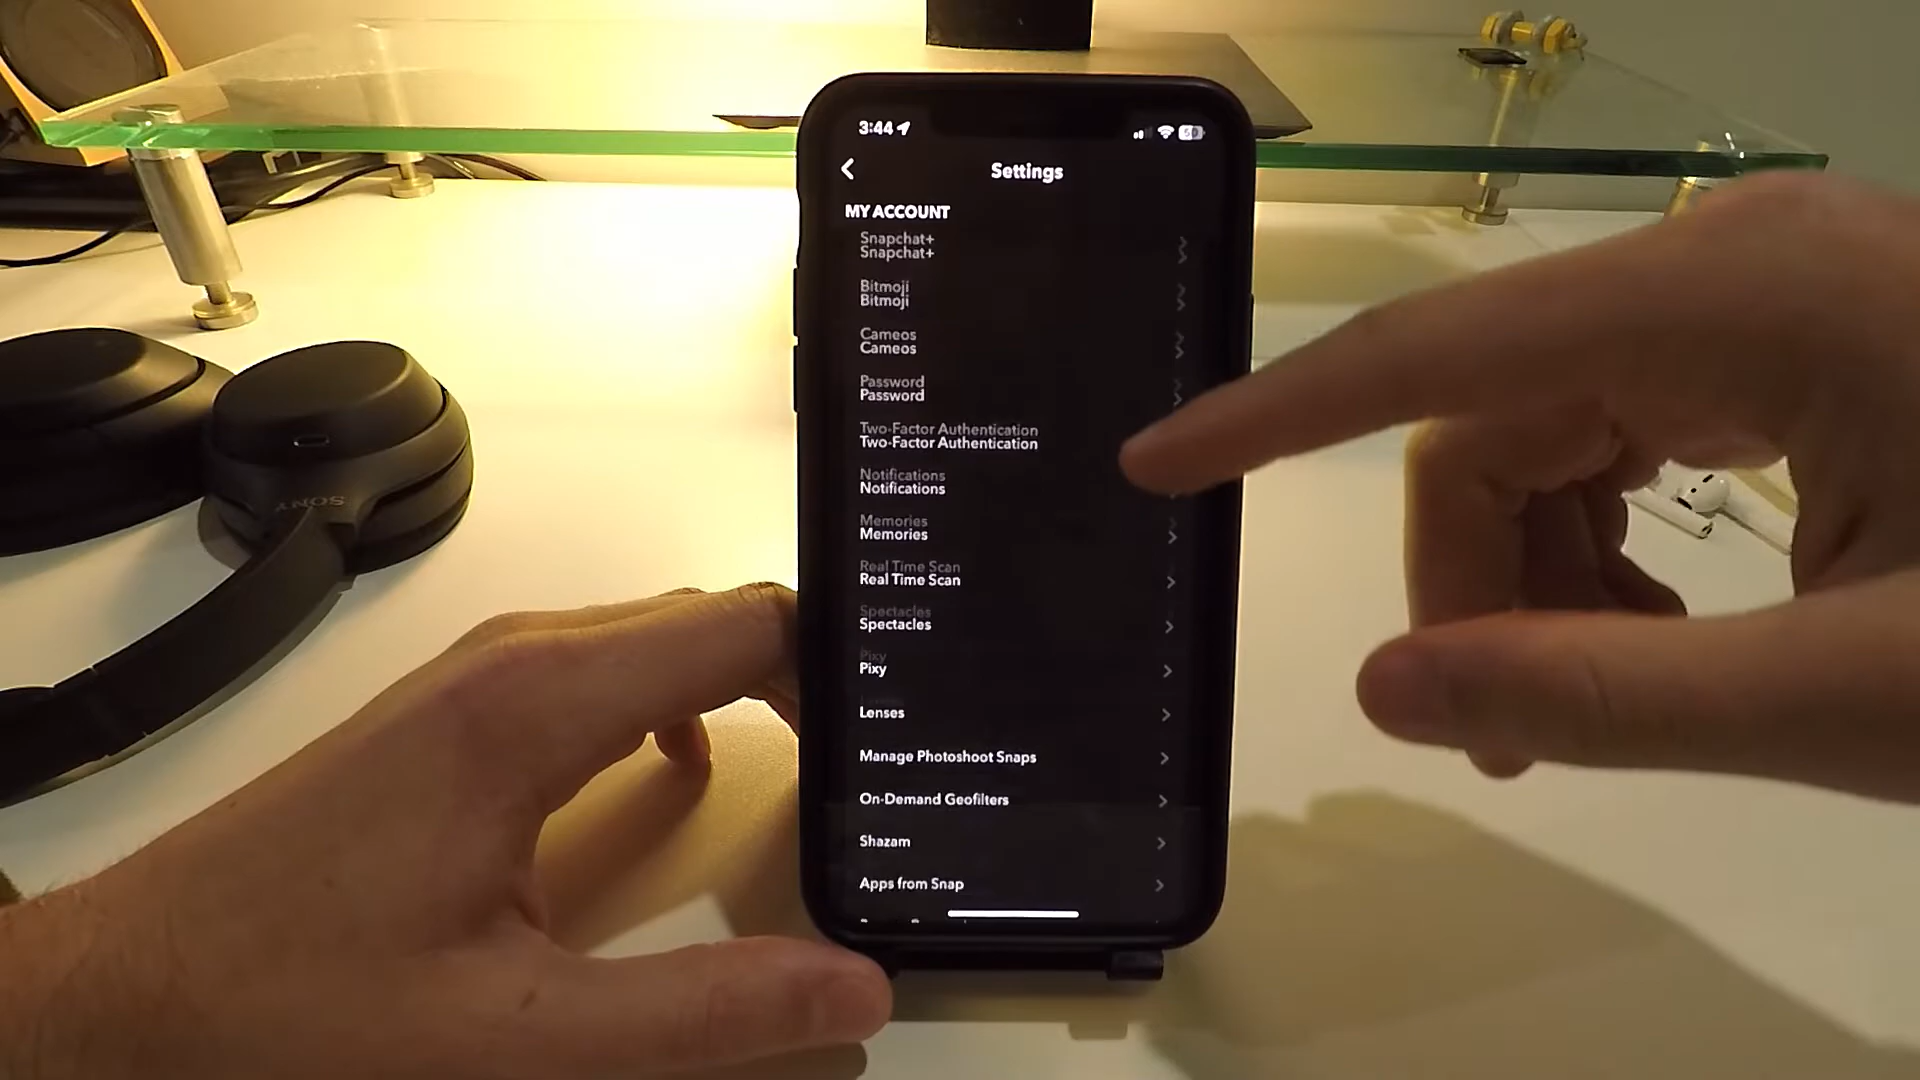 3:44
50
Settings
MY ACCOUNT
Snapchat+
Snapchat+
Bitmoji
Bitmoji
Cameos
Cameos
Password
Password
Two-Factor Authentication
Two-Factor Authentication
Notifications
Notifications
Memories
Memories
Real Time Scan
Real Time Scan
Spectacles
Spectacles
Pixy
Pixy
Lenses
Manage Photoshoot Snaps
On-Demand Geofilters
Shazam
Apps from Snap
SONY